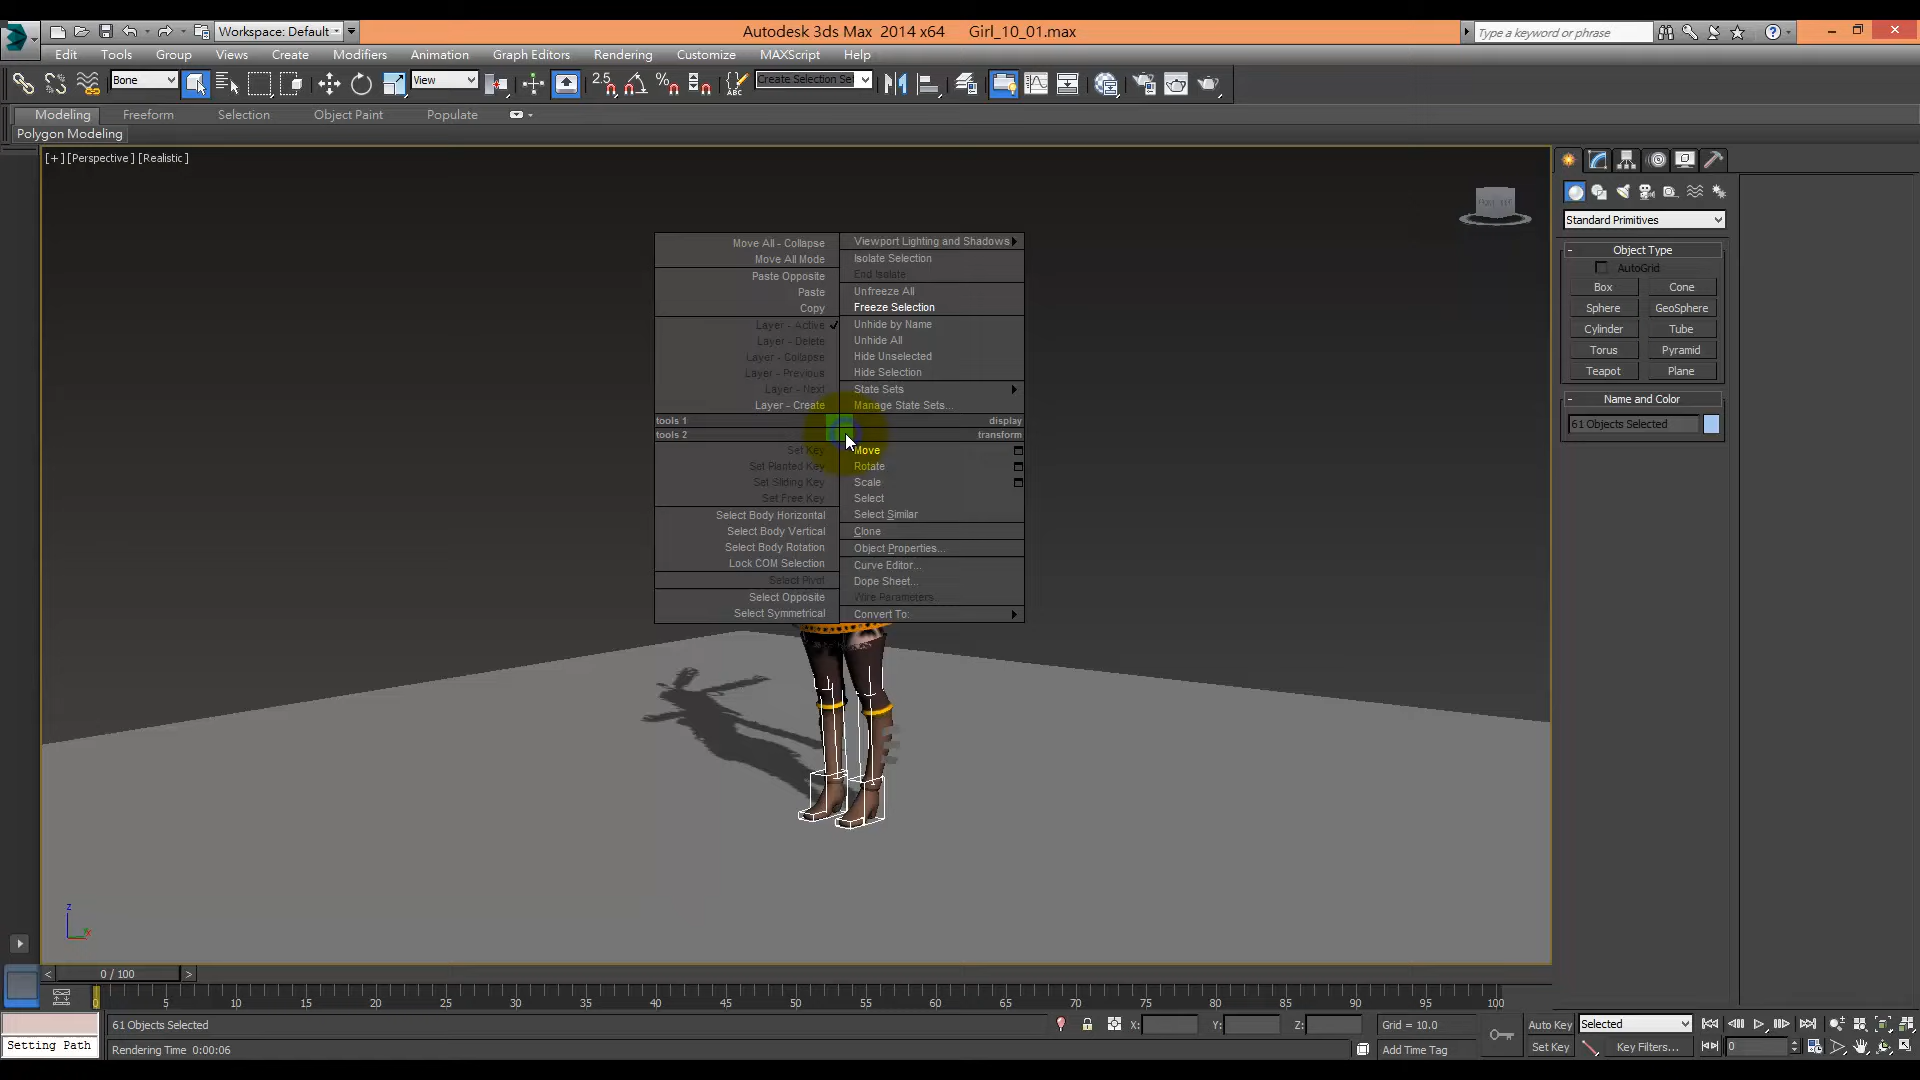 Workspace: Default
Autodesk 3ds Max 2014 x64 Girl_10_01.max
Type a keyword or phrase
Edit Tools Group Views Create Modifiers Animation Graph Editors Rendering Customize MAXScript Help
Bone View 2.5 Create Selection Sel
Modeling Freeform Selection Object Paint Populate
Polygon Modeling
[+] [Perspective] [Realistic]
Standard Primitives
Object Type
AutoGrid
Box Cone
Sphere GeoSphere
Cylinder Tube
Torus Pyramid
Teapot Plane
Name and Color
61 Objects Selected
Move All - Collapse
Move All Mode
Paste Opposite
Paste
Copy
Layer - Active
Layer - Delete
Layer - Collapse
Layer - Previous
Layer - Next
Layer - Create
tools 1
Viewport Lighting and Shadows
Isolate Selection
End Isolate
Unfreeze All
Freeze Selection
Unhide by Name
Unhide All
Hide Unselected
Hide Selection
State Sets
Manage State Sets...
display
tools 2
Set Key
Set Planted Key
Set Sliding Key
Set Free Key
Select Body Horizontal
Select Body Vertical
Select Body Rotation
Lock COM Selection
Select Pivot
Select Opposite
Select Symmetrical
transform
Move
Rotate
Scale
Select
Select Similar
Clone
Object Properties...
Curve Editor...
Dope Sheet...
Wire Parameters...
Convert To:
z
0 / 100
0 5 10 15 20 25 30 35 40 45 50 55 60 65 70 75 80 85 90 95 100
61 Objects Selected X: Y: Z: Grid = 10.0 Auto Key Selected
Setting Path Rendering Time 0:00:06 Add Time Tag Set Key Key Filters... 0